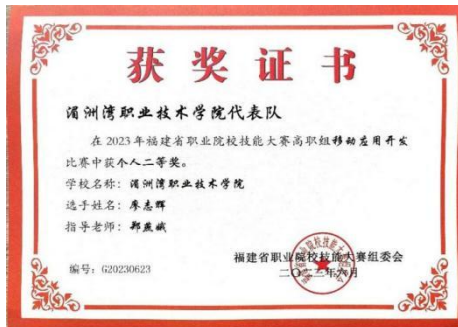 获奖证书
湄洲湾职业技术学院代表队
在2023年福建省职业院校技能大赛高职组移动应用开发
比赛中获个人二等奖。
学校名称：湄洲湾职业技术学院
选手姓名：廖志辉
指导老师：郑燕娥
福建省职业院校技能大赛组委会
编号：G20230623
二〇二三年六月